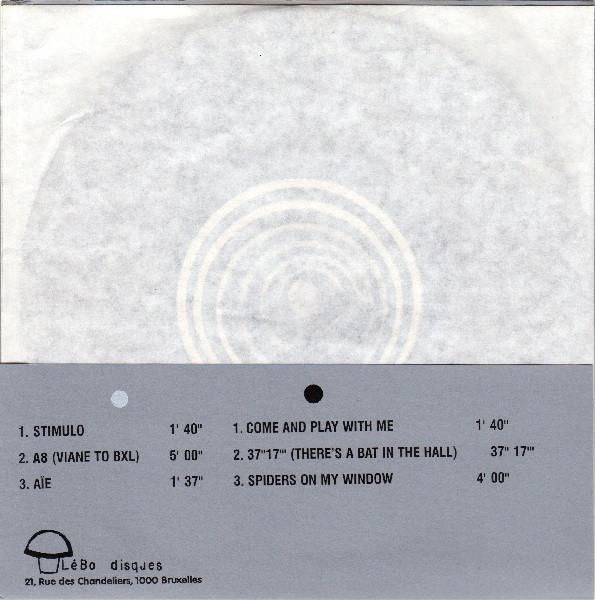 1. STIMULO 1' 40"
2. A8 (VIANE TO BXL) 5' 00"
3. AÏE 1' 37"
1. COME AND PLAY WITH ME 1' 40"
2. 37"17"' (THERE'S A BAT IN THE HALL) 37" 17"'
3. SPIDERS ON MY WINDOW 4' 00"
LéBo disques
21, Rue des Chandeliers, 1000 Bruxelles